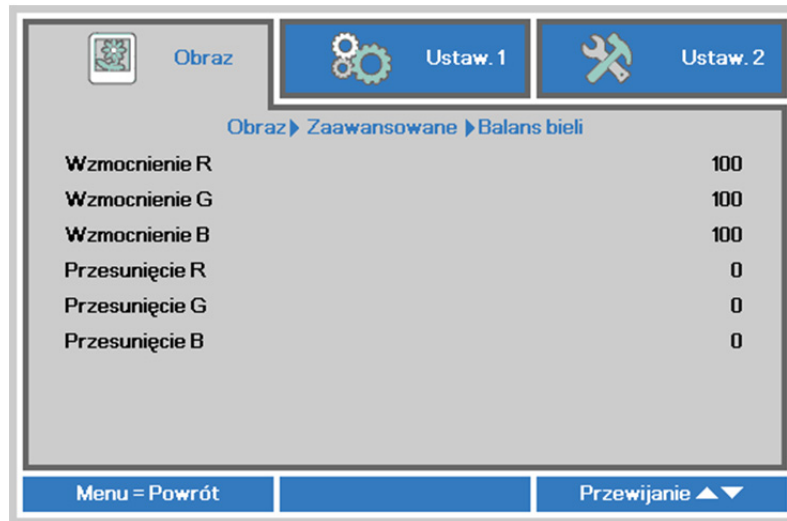 Obraz Ustaw. 1 Ustaw. 2
Obraz Zaawansowane Balans bieli
Wzmocnienie R 100
Wzmocnienie G 100
Wzmocnienie B 100
Przesunięcie R 0
Przesunięcie G 0
Przesunięcie B 0
Menu = Powrót Przewijanie